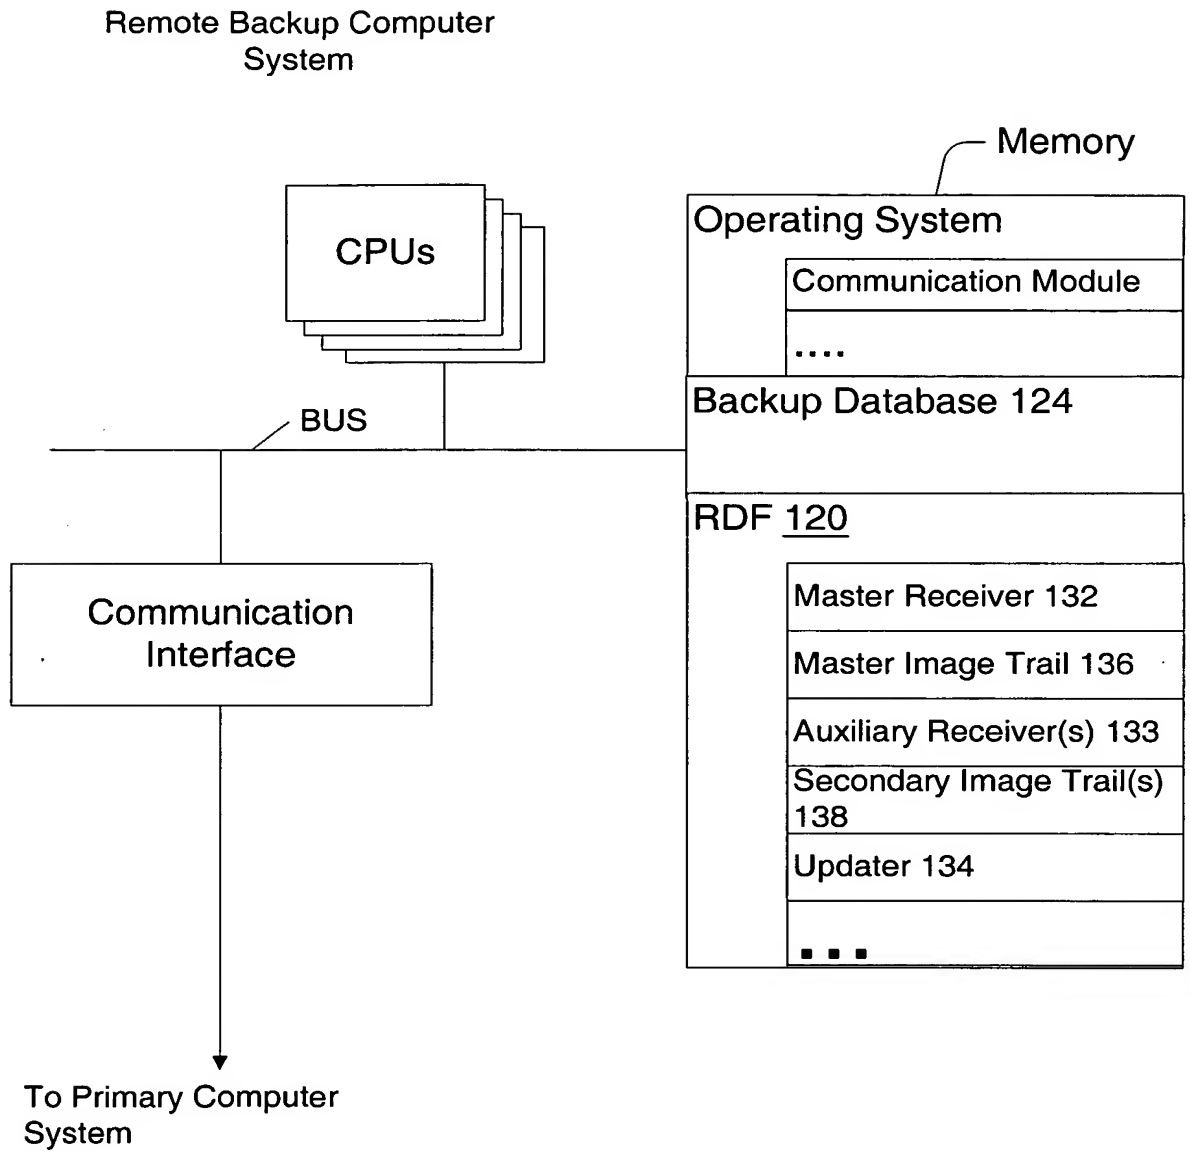 Remote Backup Computer
System
Memory
Operating System
CPUs
Communication Module
....
Backup Database 124
BUS
RDF 120
Communication
Interface
Master Receiver 132
Master Image Trail 136
Auxiliary Receiver(s) 133
Secondary Image Trail(s)
138
Updater 134
...
To Primary Computer
System